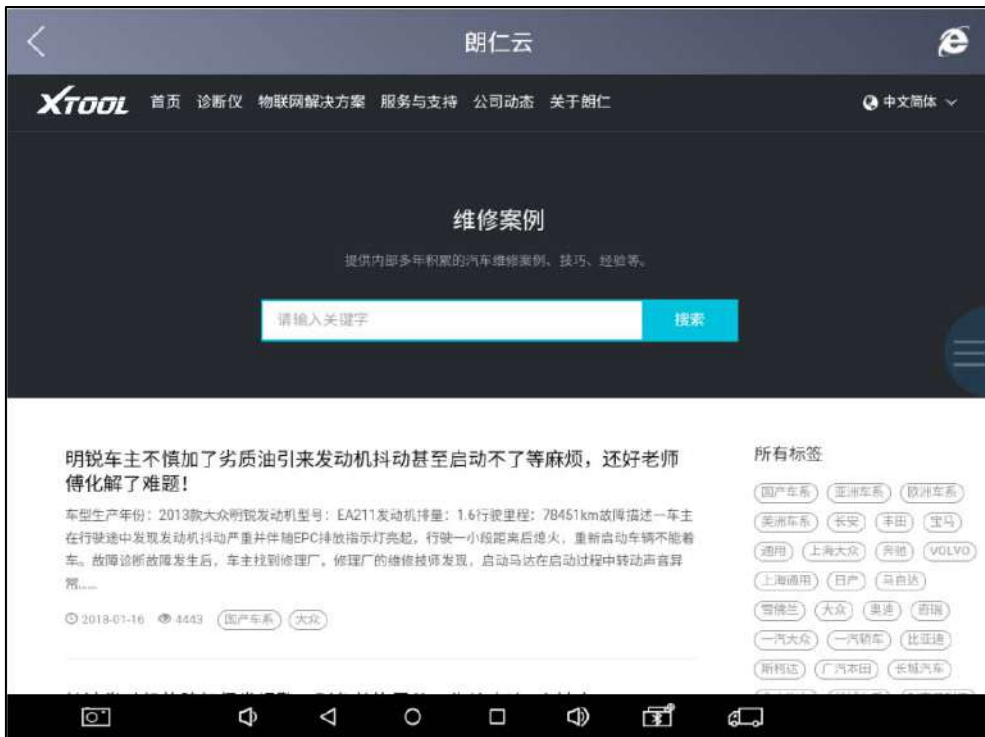 朗仁云
XTOOL 首页 诊断仪 物联网解决方案 服务与支持 公司动态 关于朗仁 中文简体
维修案例
提供内部多年积累的汽车维修案例、技巧、经验等。
请输入关键字 搜索
明锐车主不慎加了劣质油引来发动机抖动甚至启动不了等麻烦，还好老师
傅化解了难题！
车型生产年份：2013款大众明锐发动机型号：EA211发动机排量：1.6行驶里程：78451km故障描述一车主
在行驶途中发现发动机抖动严重并伴随EPC排放指示灯亮起，行驶一小段距离后熄火，重新启动车辆不能着
车。故障诊断故障发生后，车主找到修理厂，修理厂的维修技师发现，启动马达在启动过程中转动声音异
常......
2018-01-16 4443 国产车系 大众
所有标签
国产车系 亚洲车系 欧洲车系
美洲车系 长安 丰田 宝马
通用 上海大众 奔驰 VOLVO
上海通用 日产 马自达
雪佛兰 大众 奥迪 奇瑞
一汽大众 一汽轿车 比亚迪
斯柯达 广汽本田 长城汽车